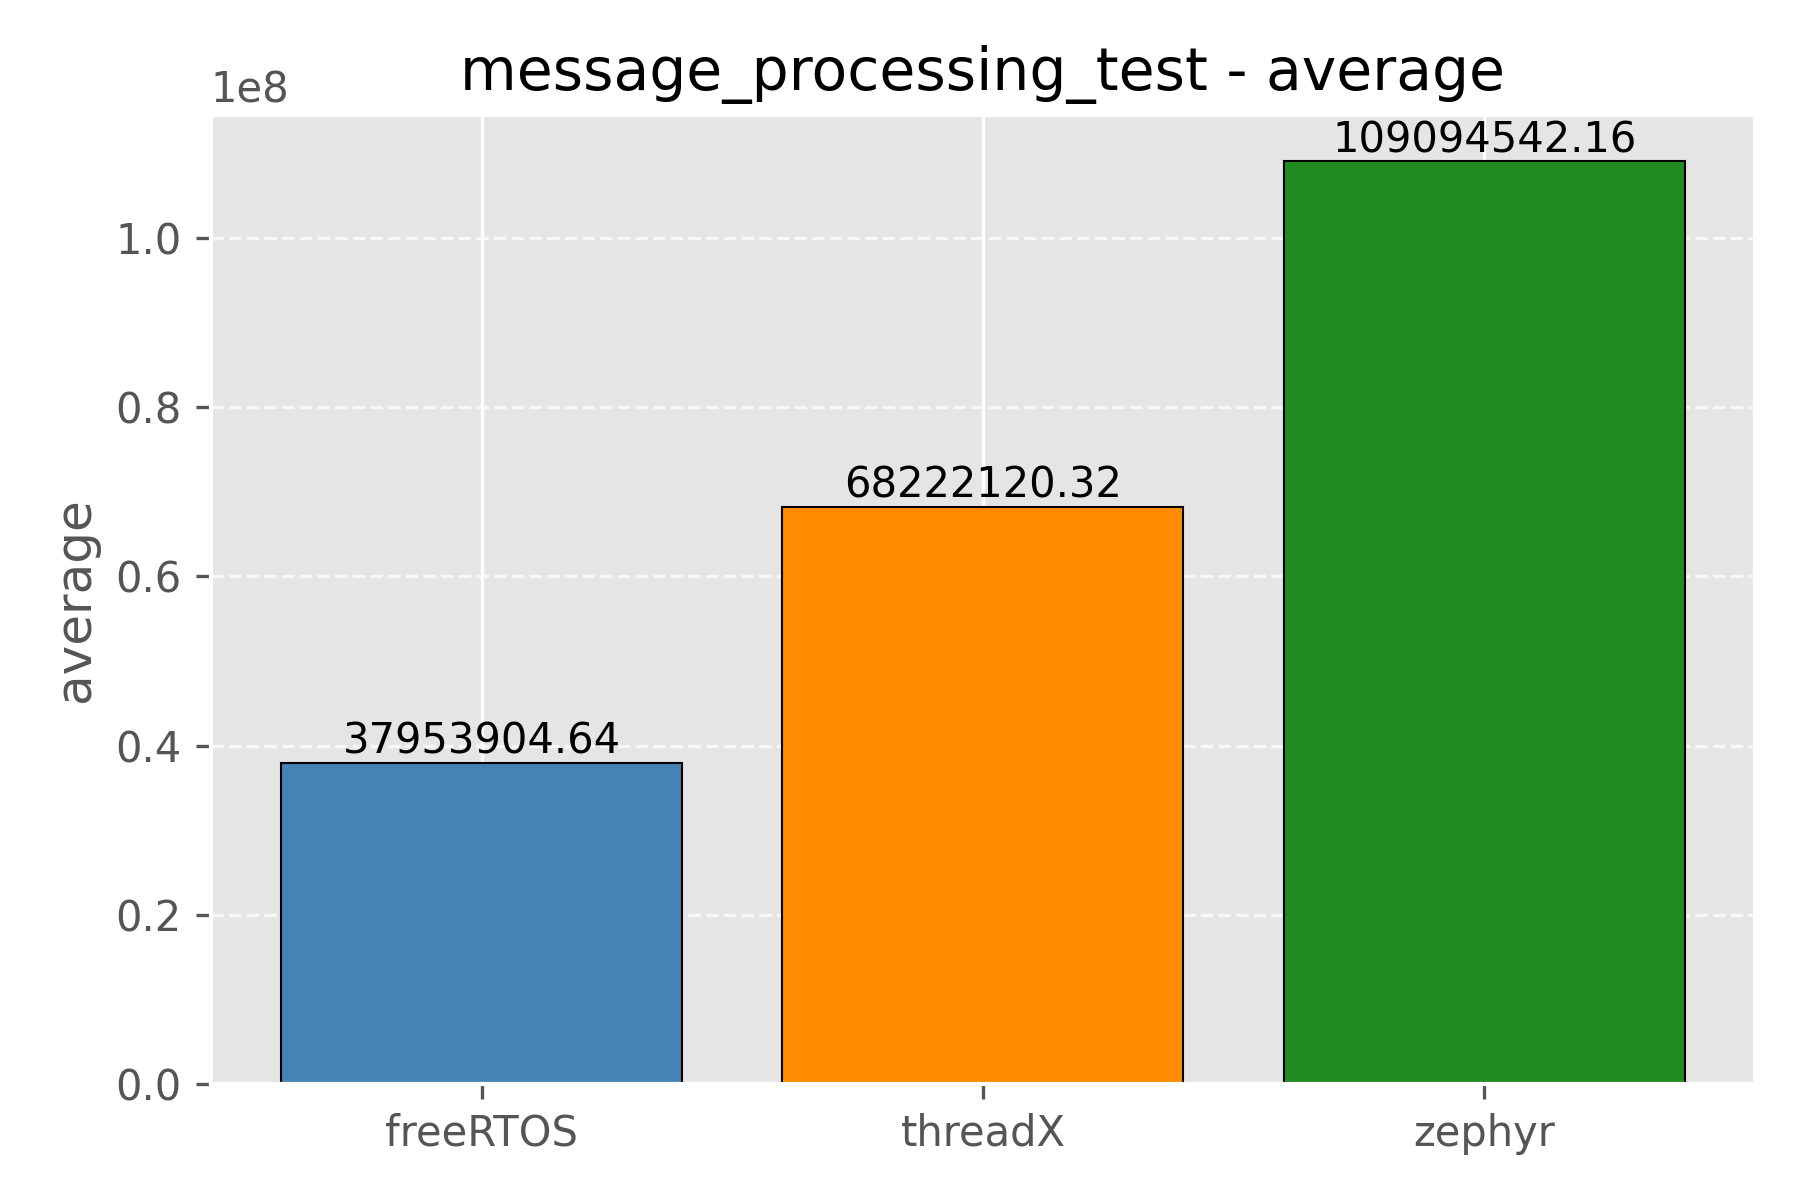 message_processing_test - average
1e8
109094542.16
1.0
0.8
68222120.32
0.6
average
37953904.64
0.4
0.2
0.0
freeRTOS threadX zephyr